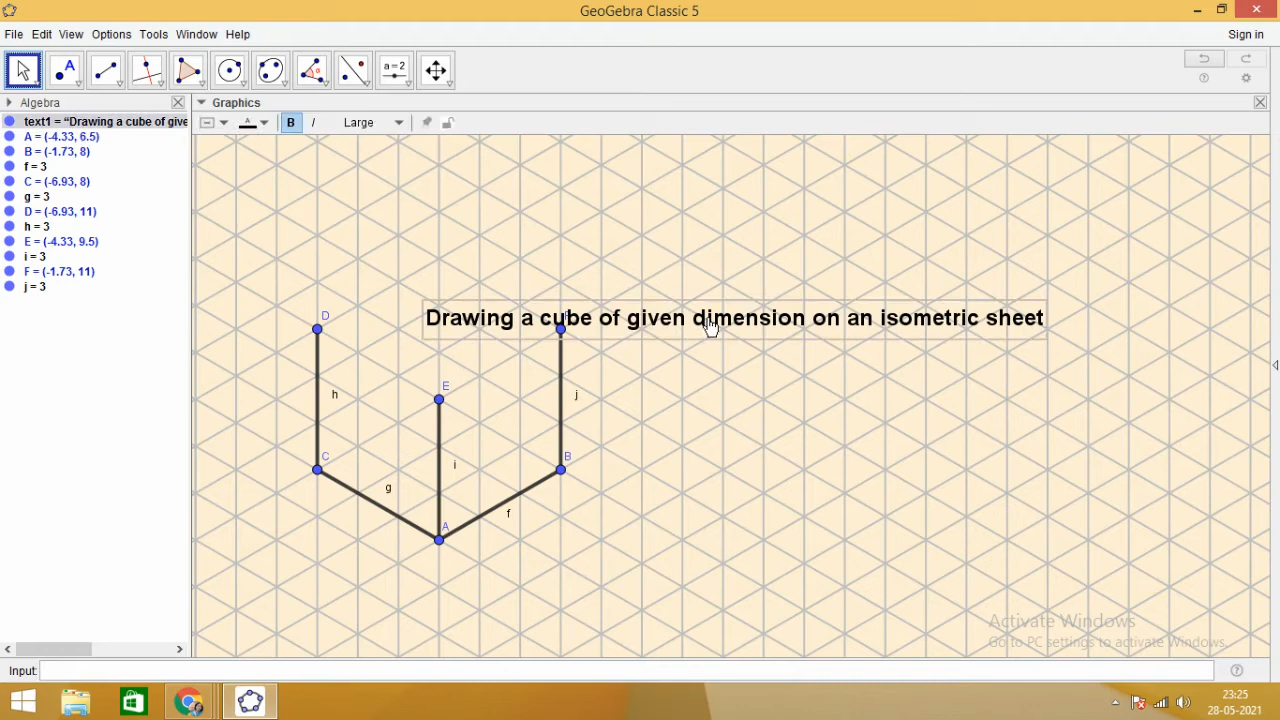 GeoGebra Classic 5
File Edit View Options Tools Window Help Sign in
A α a = 2
Algebra
Graphics
A B I Large
text1 = “Drawing a cube of give
A = (-4.33, 6.5)
B = (-1.73, 8)
f = 3
C = (-6.93, 8)
g = 3
D = (-6.93, 11)
h = 3
E = (-4.33, 9.5)
i = 3
F = (-1.73, 11)
j = 3
D F
Drawing a cube of given dimension on an isometric sheet
E
h j
C i B
g f
A
Activate Windows
Go to PC settings to activate Windows.
Input:
23:25
28-05-2021